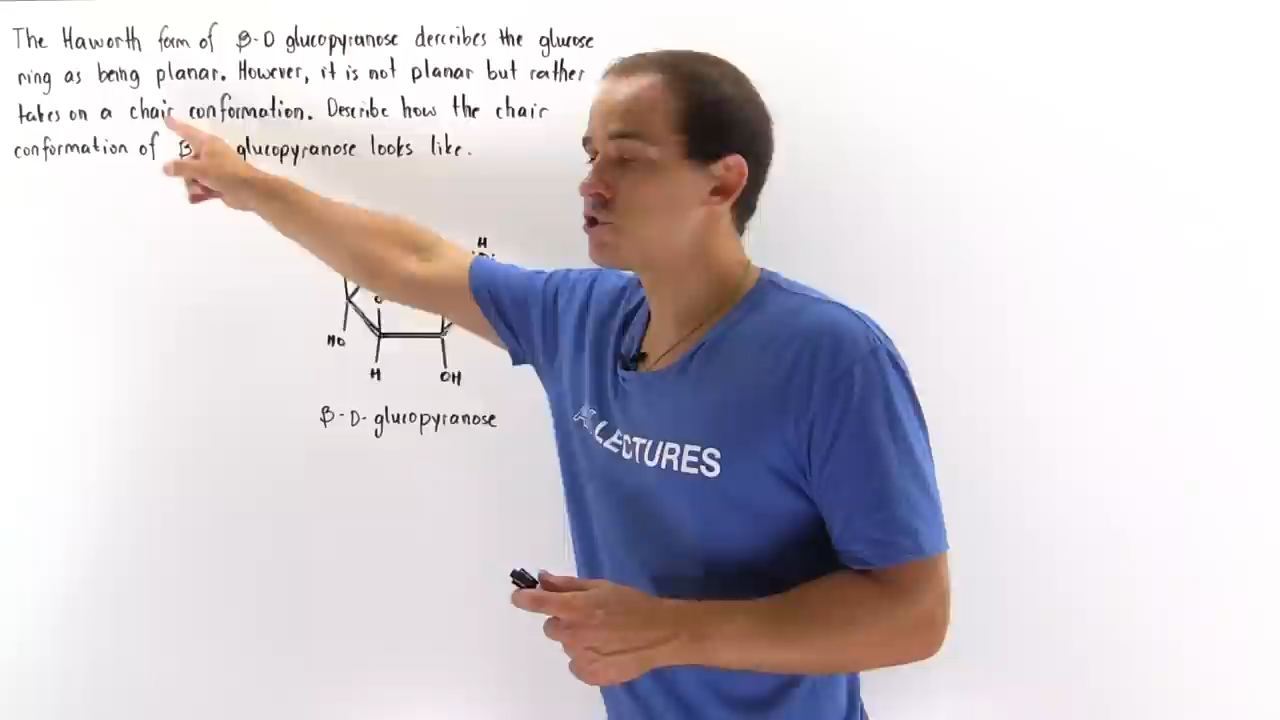 The Haworth form of β-D glucopyranose describes the glucose
ring as being planar. However, it is not planar but rather
takes on a chair conformation. Describe how the chair
conformation of β glucopyranose looks like.
H
HO
H
OH
β-D-glucopyranose
LECTURES